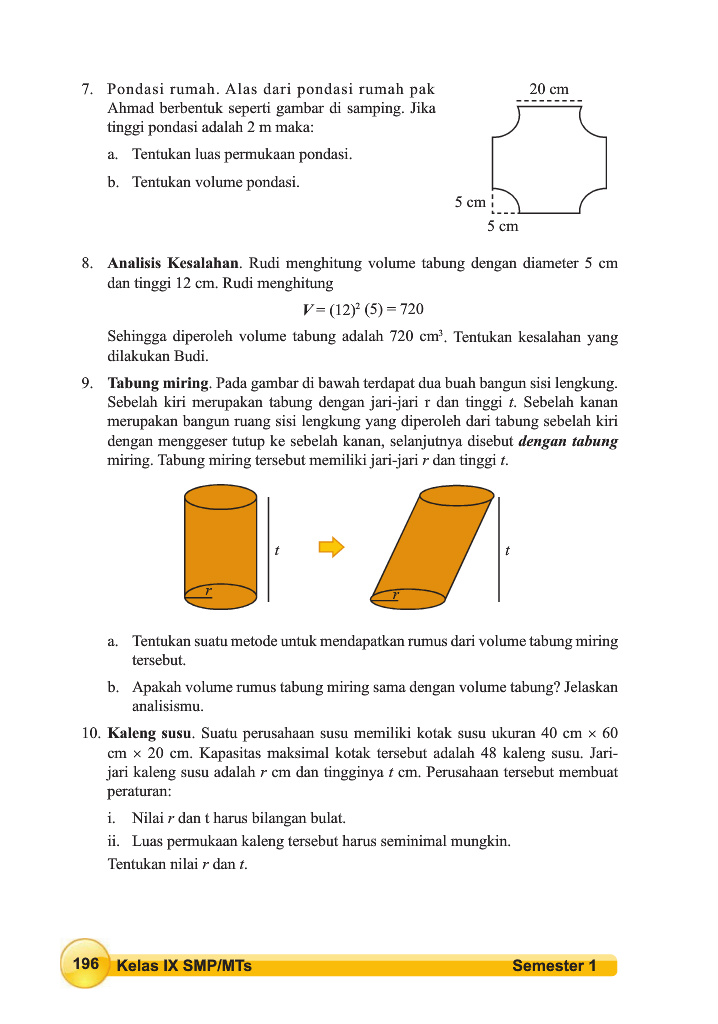 7. Pondasi rumah. Alas dari pondasi rumah pak
Ahmad berbentuk seperti gambar di samping. Jika
tinggi pondasi adalah 2 m maka:
a. Tentukan luas permukaan pondasi.
b. Tentukan volume pondasi.
20 cm
5 cm
5 cm
8. Analisis Kesalahan. Rudi menghitung volume tabung dengan diameter 5 cm
dan tinggi 12 cm. Rudi menghitung
V = (12)² (5) = 720
Sehingga diperoleh volume tabung adalah 720 cm³. Tentukan kesalahan yang
dilakukan Budi.
9. Tabung miring. Pada gambar di bawah terdapat dua buah bangun sisi lengkung.
Sebelah kiri merupakan tabung dengan jari-jari r dan tinggi t. Sebelah kanan
merupakan bangun ruang sisi lengkung yang diperoleh dari tabung sebelah kiri
dengan menggeser tutup ke sebelah kanan, selanjutnya disebut dengan tabung
miring. Tabung miring tersebut memiliki jari-jari r dan tinggi t.
r
t
r
t
a. Tentukan suatu metode untuk mendapatkan rumus dari volume tabung miring
tersebut.
b. Apakah volume rumus tabung miring sama dengan volume tabung? Jelaskan
analisismu.
10. Kaleng susu. Suatu perusahaan susu memiliki kotak susu ukuran 40 cm × 60
cm × 20 cm. Kapasitas maksimal kotak tersebut adalah 48 kaleng susu. Jari-
jari kaleng susu adalah r cm dan tingginya t cm. Perusahaan tersebut membuat
peraturan:
i. Nilai r dan t harus bilangan bulat.
ii. Luas permukaan kaleng tersebut harus seminimal mungkin.
Tentukan nilai r dan t.
196 Kelas IX SMP/MTs
Semester 1